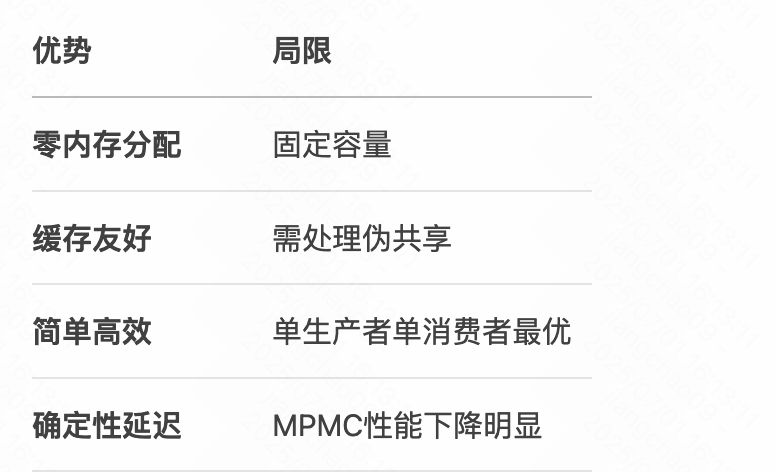 优势 局限
零内存分配 固定容量
缓存友好 需处理伪共享
简单高效 单生产者单消费者最优
确定性延迟 MPMC性能下降明显